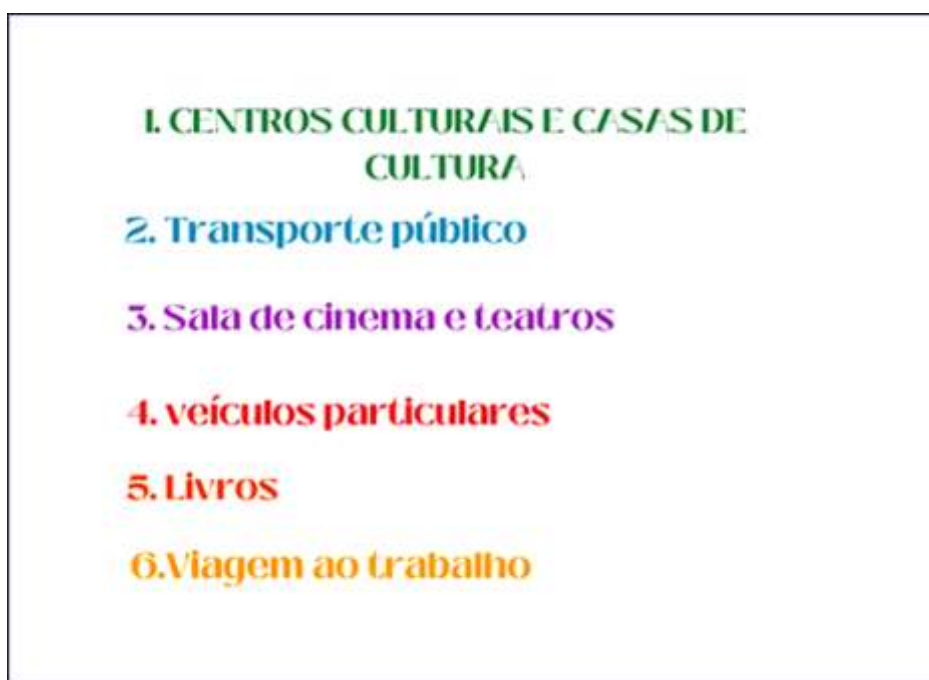 1. CENTROS CULTURAIS E CASAS DE
CULTURA
2. Transporte público
3. Sala de cinema e teatros
4. veículos particulares
5. Livros
6.Viagem ao trabalho